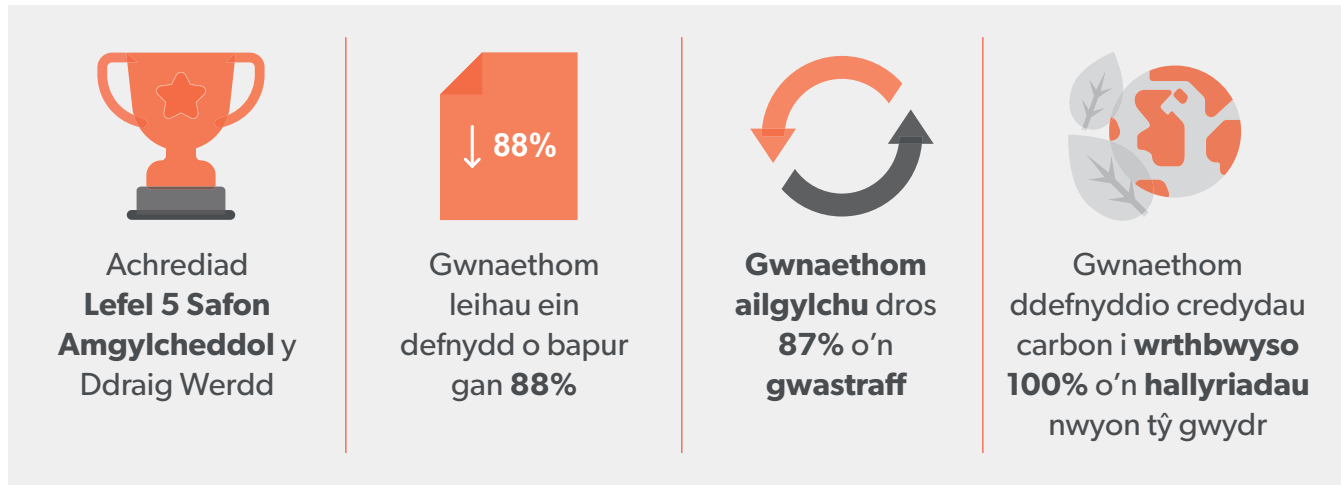 Achrediad
Lefel 5 Safon
Amgylcheddol y
Ddraig Werdd
↓ 88%
Gwnaethom
leihau ein
defnydd o bapur
gan 88%
Gwnaethom
ailgylchu dros
87% o’n
gwastraff
Gwnaethom
ddefnyddio credydau
carbon i wrthbwyso
100% o’n hallyriadau
nwyon tŷ gwydr